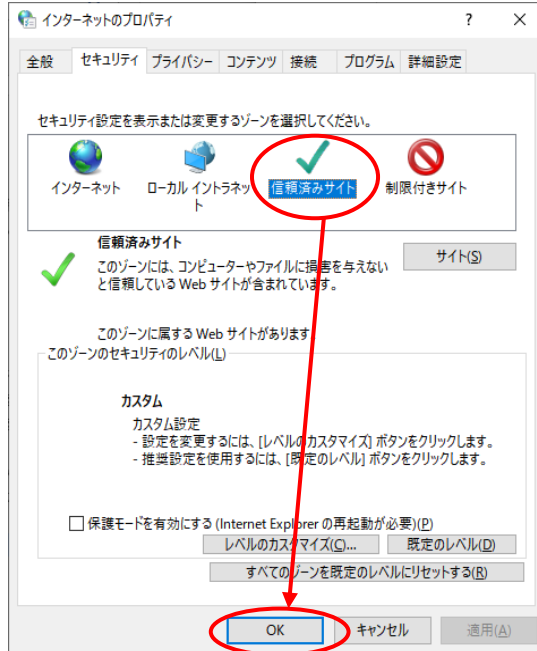 インターネットのプロパティ
?
×
全般 セキュリティ プライバシー コンテンツ 接続 プログラム 詳細設定
セキュリティ設定を表示または変更するゾーンを選択してください。
インターネット ローカル イントラネッ 信頼済みサイト 制限付きサイト
ト
信頼済みサイト
サイト(S)
このゾーンには、コンピューターやファイルに損害を与えない
と信頼している Web サイトが含まれています。
このゾーンに属する Web サイトがあります
このゾーンのセキュリティのレベル(L)
カスタム
カスタム設定
- 設定を変更するには、[レベルのカスタマイズ] ボタンをクリックします。
- 推奨設定を使用するには、[既定のレベル] ボタンをクリックします。
保護モードを有効にする (Internet Explorer の再起動が必要)(P)
レベルのカスタマイズ(C)... 既定のレベル(D)
すべてのゾーンを既定のレベルにリセットする(R)
OK キャンセル 適用(A)